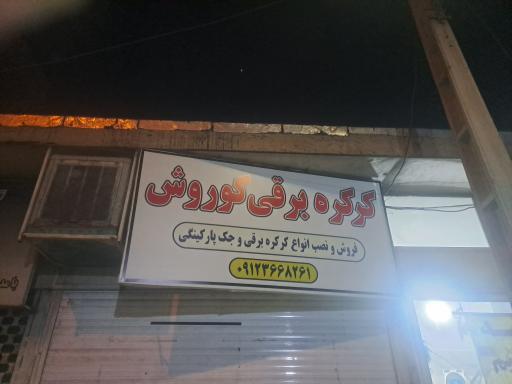 کرکره برقی کوروش
فروش و نصب انواع کرکره برقی و جک پارکینگی
۰۹۱۲۳۶۶۸۲۶۱